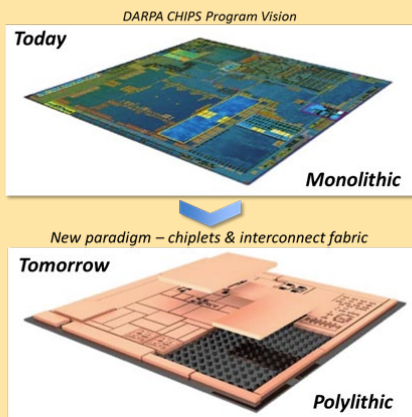 DARPA CHIPS Program Vision
Today
Monolithic
New paradigm – chiplets & interconnect fabric
Tomorrow
Polylithic